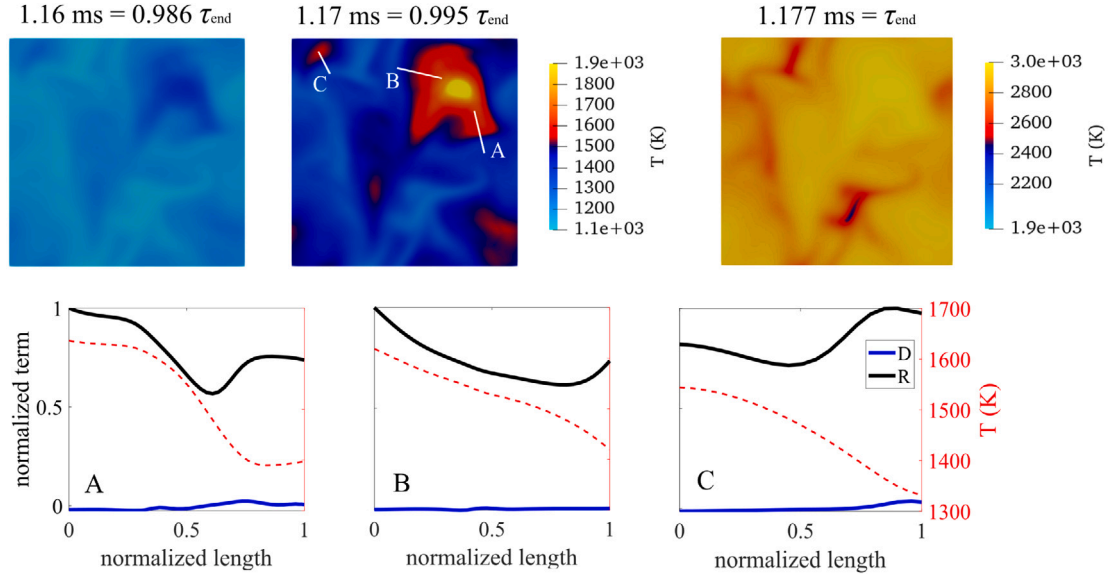 1.16 ms = 0.986 τend
1.17 ms = 0.995 τend
1.177 ms = τend
C
B
A
1.9e+03
1800
1700
1600
1500
1400
1300
1200
1.1e+03
T (K)
3.0e+03
2800
2600
2400
2200
1.9e+03
T (K)
normalized term
1
0.5
0
A
0
0.5
1
normalized length
B
0
0.5
1
normalized length
C
D
R
0
0.5
1
normalized length
1700
1600
1500
1400
1300
T (K)